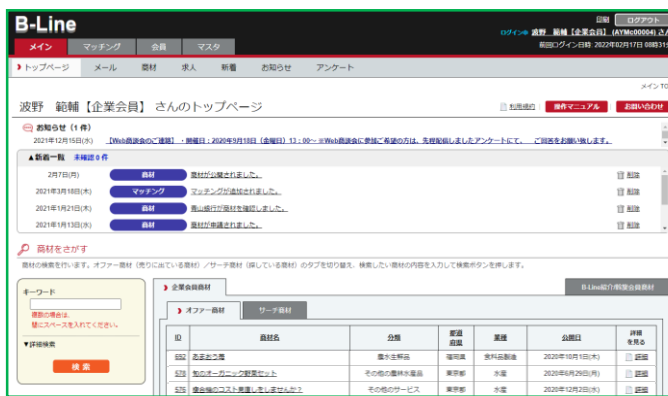 B-Line
印刷 ログアウト
ログイン中 波野 範輔【企業会員】 (AYMc00004) さん
前回ログイン日時 2022年02月17日 08時31分
メイン マッチング 会員 マスタ
トップページ メール 商材 求人 新着 お知らせ アンケート
メイン TO
波野 範輔【企業会員】 さんのトップページ
利用規約 操作マニュアル お問い合わせ
お知らせ (1 件)
2021年12月15日(水) 【Web商談会のご連絡】・開催日:2020年9月18日(金曜日)13:00~ ※Web商談会に参加ご希望の方は、先程配信しましたアンケートにて、ご回答をお願い致します。
▲新着一覧 未確認 0 件
2月7日(月) 商材 商材が公開されました。 削除
2021年3月18日(木) マッチング マッチングが追加されました。 削除
2021年1月21日(木) 商材 青山銀行が商材を確認しました。 削除
2021年1月13日(水) 商材 商材が申請されました。 削除
商材をさがす
商材の検索を行います。オファー商材(売りに出ている商材)/サーチ商材(探している商材)のタブを切り替え、検索したい商材の内容を入力して検索ボタンを押します。
キーワード
複数の場合は、
間にスペースを入れてください。
▼詳細検索
検 索
企業会員商材 B-Line紹介制度会員商材
オファー商材 サーチ商材
ID 商材名 分類 都道府県 業種 公開日 詳細を見る
692 あまおう苺 農水生鮮品 福岡県 食料品製造 2020年10月1日(木) 詳細
578 旬のオーガニック野菜セット その他の農林水産品 東京都 水産 2020年6月29日(月) 詳細
576 複合機のコスト見直しをしませんか? その他のサービス 東京都 水産 2020年12月2日(水) 詳細